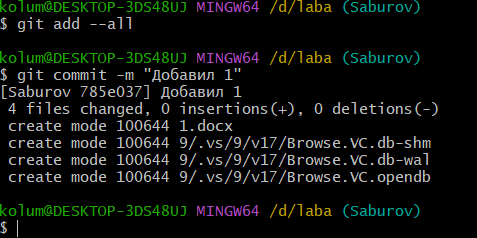 kolum@DESKTOP-3DS48UJ MINGW64 /d/laba (Saburov)
$ git add --all
kolum@DESKTOP-3DS48UJ MINGW64 /d/laba (Saburov)
$ git commit -m "Добавил 1"
[Saburov 785e037] Добавил 1
 4 files changed, 0 insertions(+), 0 deletions(-)
 create mode 100644 1.docx
 create mode 100644 9/.vs/9/v17/Browse.VC.db-shm
 create mode 100644 9/.vs/9/v17/Browse.VC.db-wal
 create mode 100644 9/.vs/9/v17/Browse.VC.opendb
kolum@DESKTOP-3DS48UJ MINGW64 /d/laba (Saburov)
$